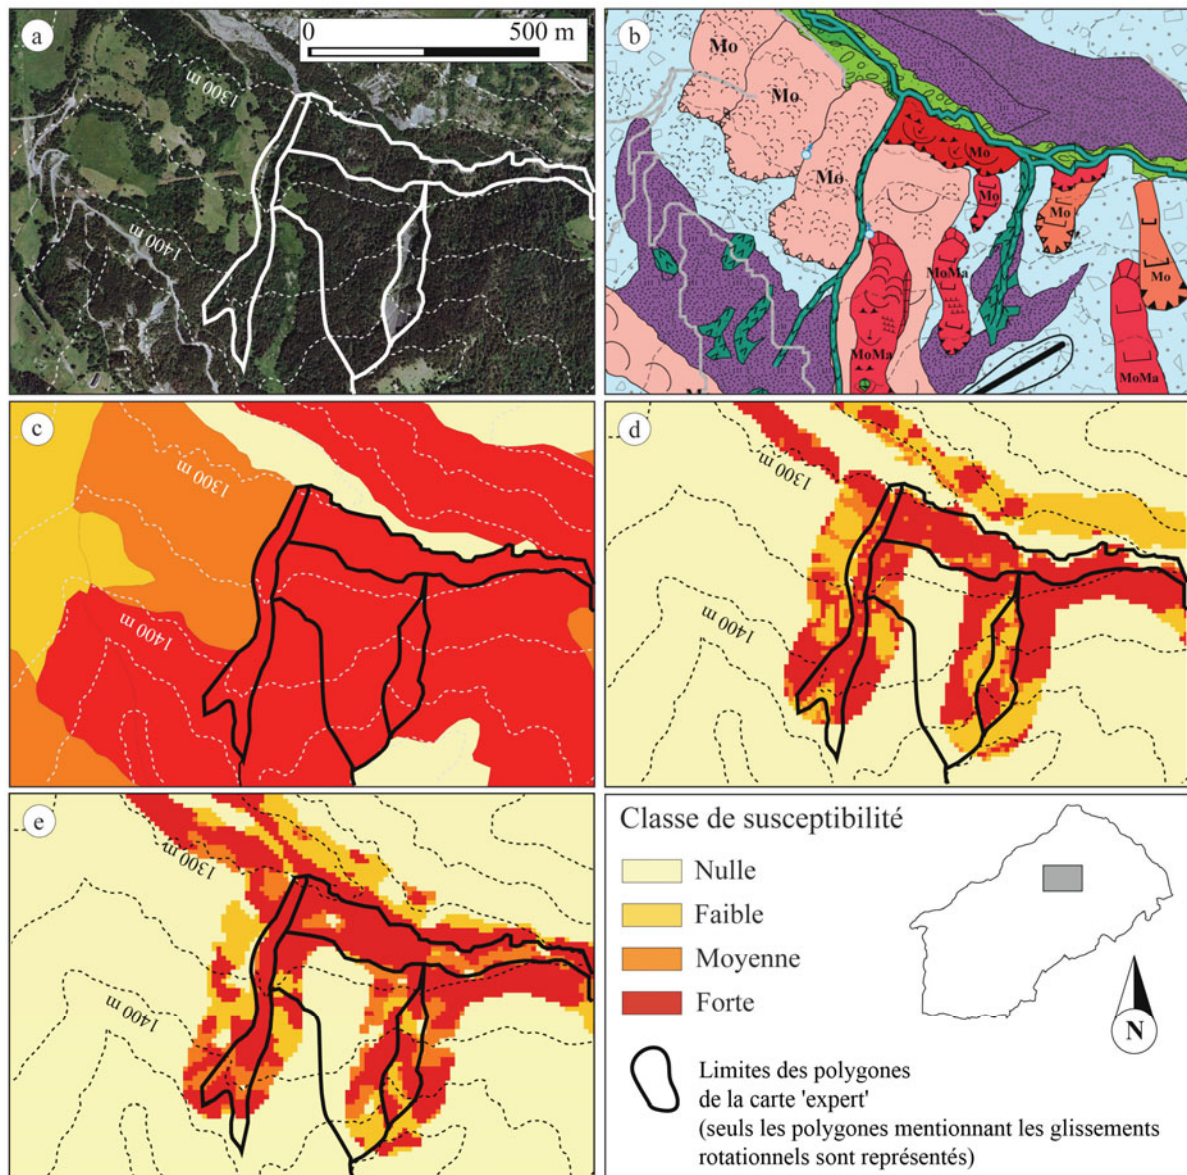 a
0 500 m
1300 m
1400 m
b
Mo
Mo
Mo
Mo
Mo
Mo
MoMa
Mo
MoMa
MoMa
c
1300 m
1400 m
d
1300 m
1400 m
e
1300 m
1400 m
Classe de susceptibilité
Nulle
Faible
Moyenne
Forte
N
Limites des polygones
de la carte 'expert'
(seuls les polygones mentionnant les glissements
rotationnels sont représentés)